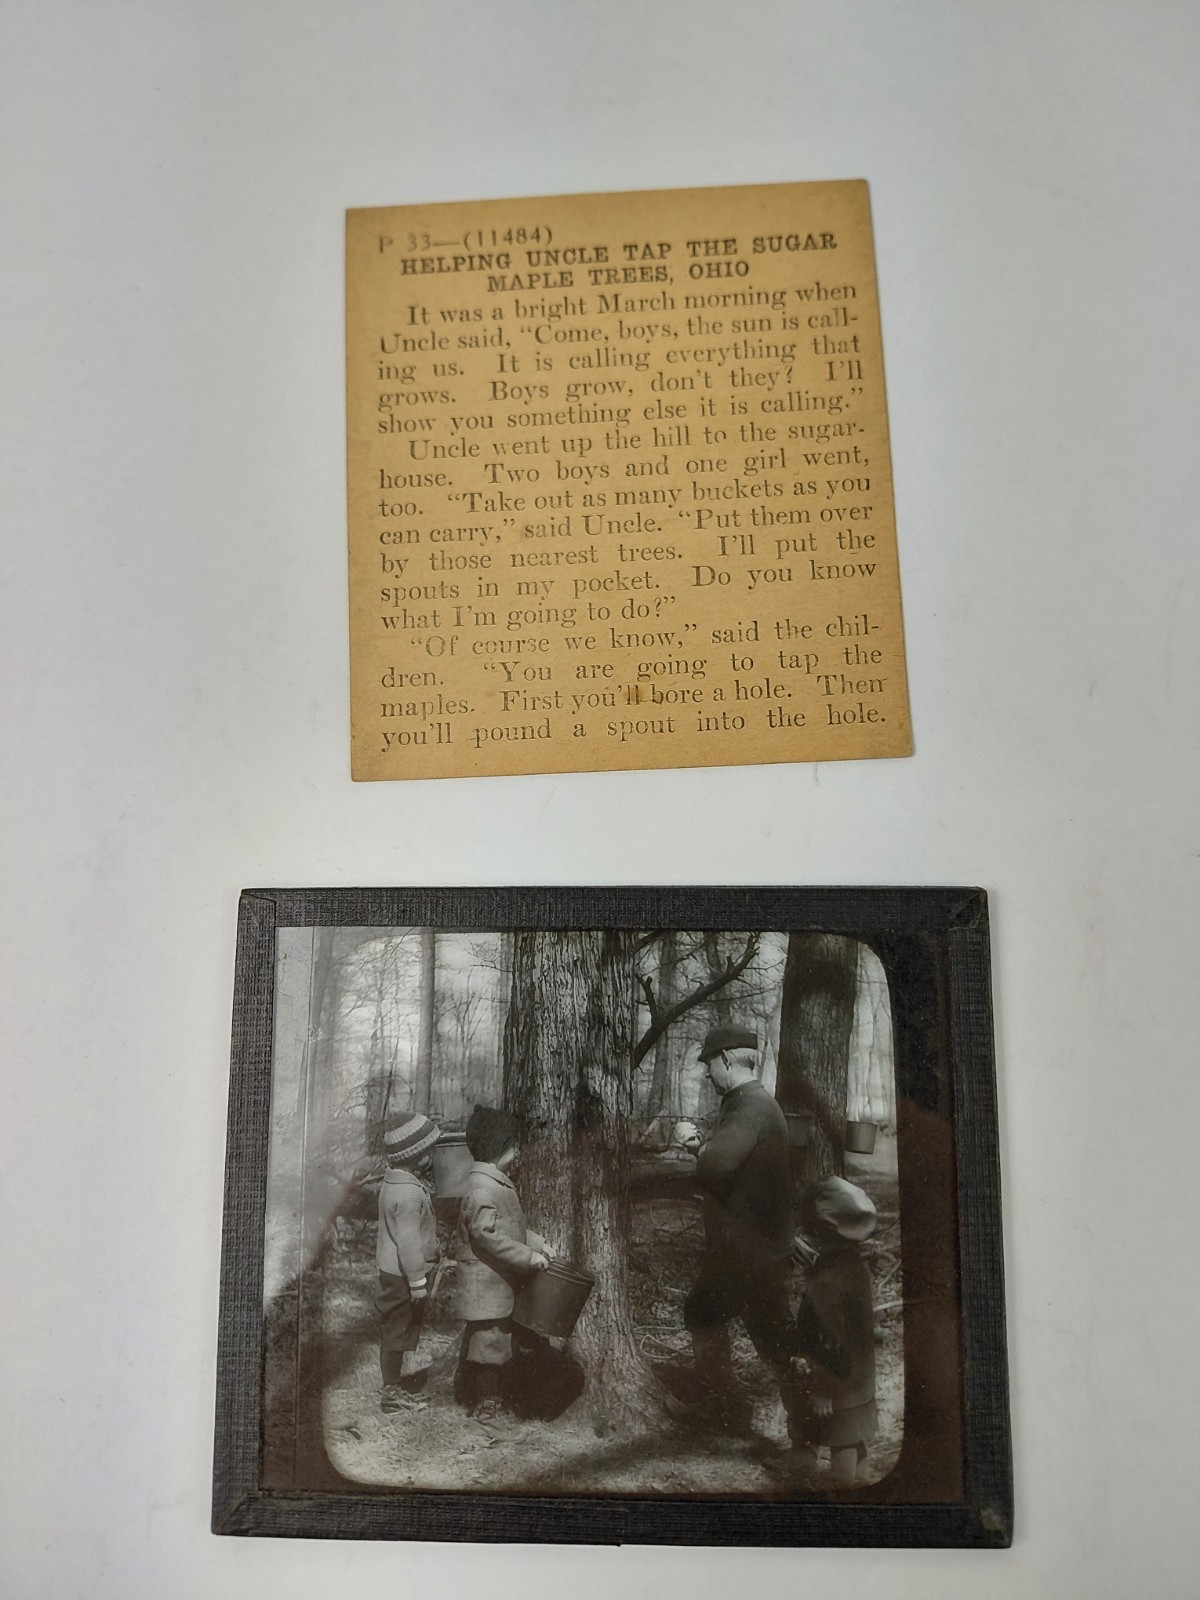 P 33—(11484)
HELPING UNCLE TAP THE SUGAR
MAPLE TREES, OHIO
It was a bright March morning when
Uncle said, “Come, boys, the sun is call-
ing us. It is calling everything that
grows. Boys grow, don't they? I'll
show you something else it is calling.”
Uncle went up the hill to the sugar-
house. Two boys and one girl went,
too. “Take out as many buckets as you
can carry,” said Uncle. “Put them over
by those nearest trees. I'll put the
spouts in my pocket. Do you know
what I'm going to do?”
“Of course we know,” said the chil-
dren. “You are going to tap the
maples. First you'll bore a hole. Then
you'll pound a spout into the hole.